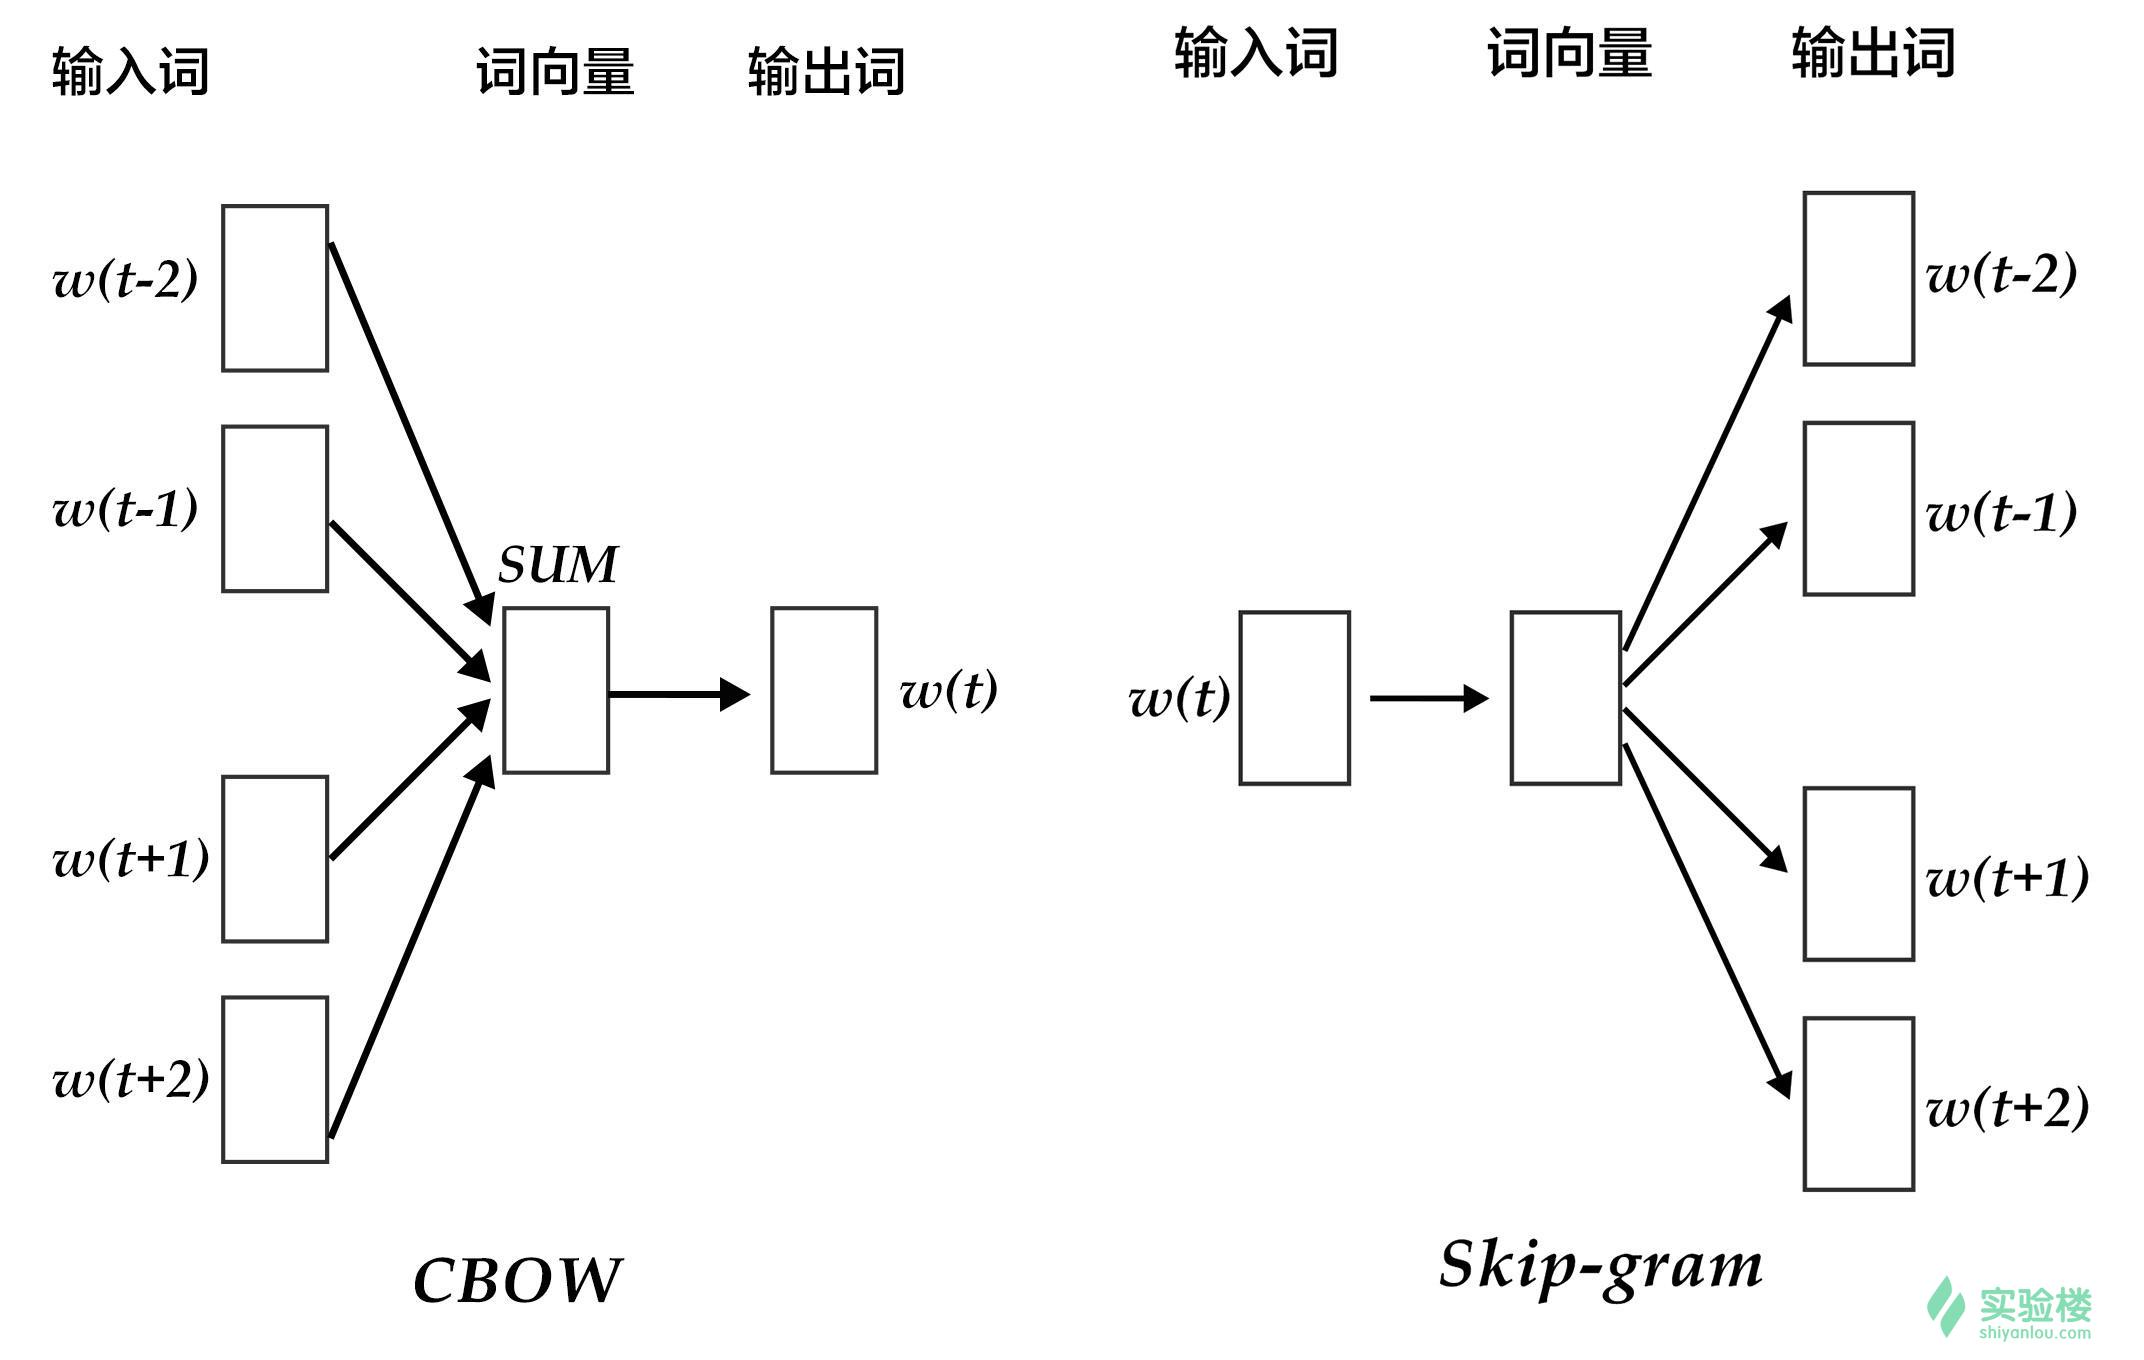 输入词 词向量 输出词
w(t-2)
w(t-1)
SUM
w(t)
w(t+1)
w(t+2)
CBOW
输入词 词向量 输出词
w(t-2)
w(t-1)
w(t)
w(t+1)
w(t+2)
Skip-gram
实验楼
shiyanlou.com